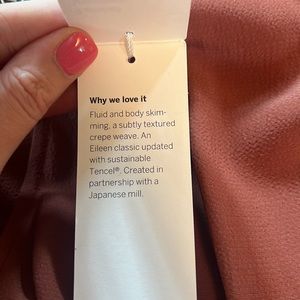 Why we love it
Fluid and body skim-
ming, a subtly textured
crepe weave. An
Eileen classic updated
with sustainable
Tencel®. Created in
partnership with a
Japanese mill.